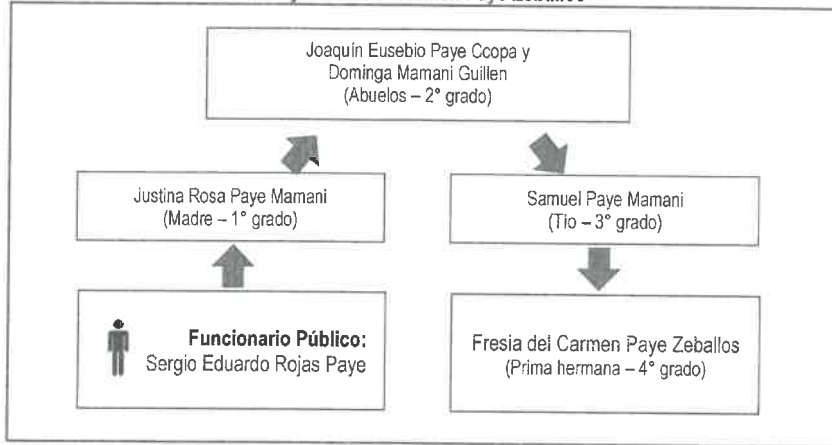 Joaquín Eusebio Paye Ccopa y
Dominga Mamani Guillen
(Abuelos – 2° grado)
Justina Rosa Paye Mamani
(Madre – 1° grado)
Samuel Paye Mamani
(Tío – 3° grado)
Funcionario Público:
Sergio Eduardo Rojas Paye
Fresia del Carmen Paye Zeballos
(Prima hermana – 4° grado)